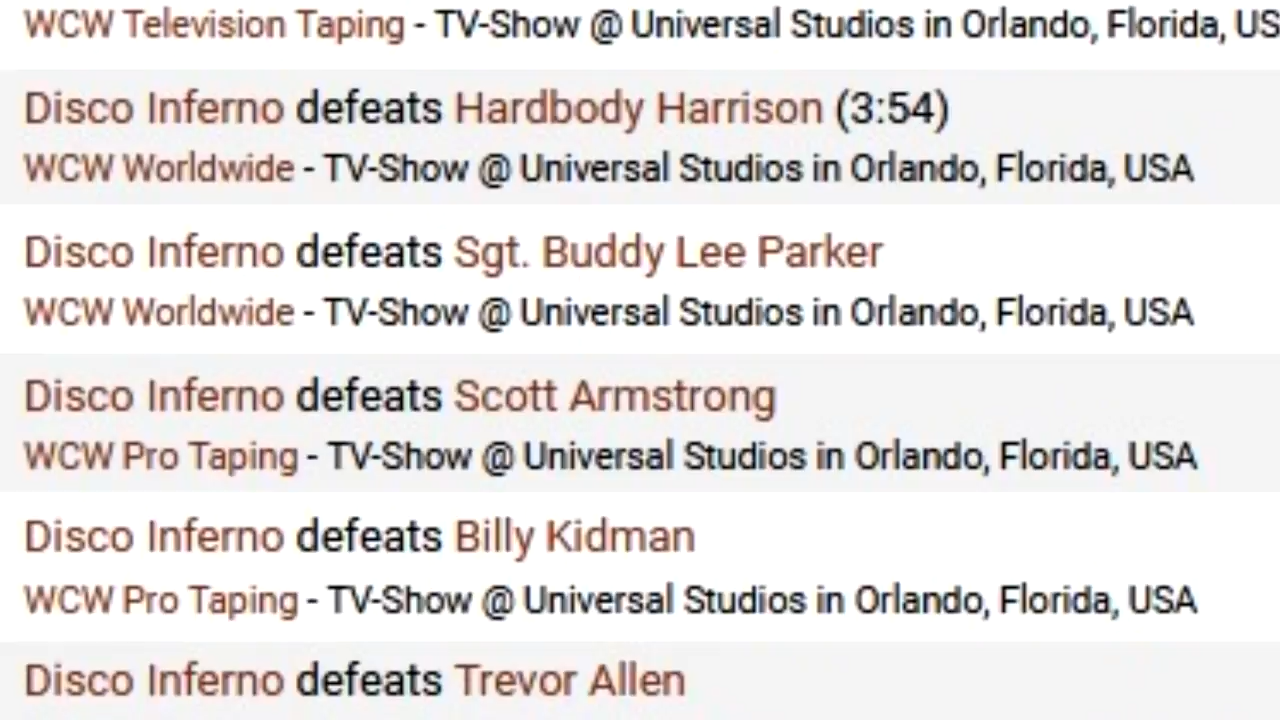 WCW Television Taping - TV-Show @ Universal Studios in Orlando, Florida, US
Disco Inferno defeats Hardbody Harrison (3:54)
WCW Worldwide - TV-Show @ Universal Studios in Orlando, Florida, USA
Disco Inferno defeats Sgt. Buddy Lee Parker
WCW Worldwide - TV-Show @ Universal Studios in Orlando, Florida, USA
Disco Inferno defeats Scott Armstrong
WCW Pro Taping - TV-Show @ Universal Studios in Orlando, Florida, USA
Disco Inferno defeats Billy Kidman
WCW Pro Taping - TV-Show @ Universal Studios in Orlando, Florida, USA
Disco Inferno defeats Trevor Allen